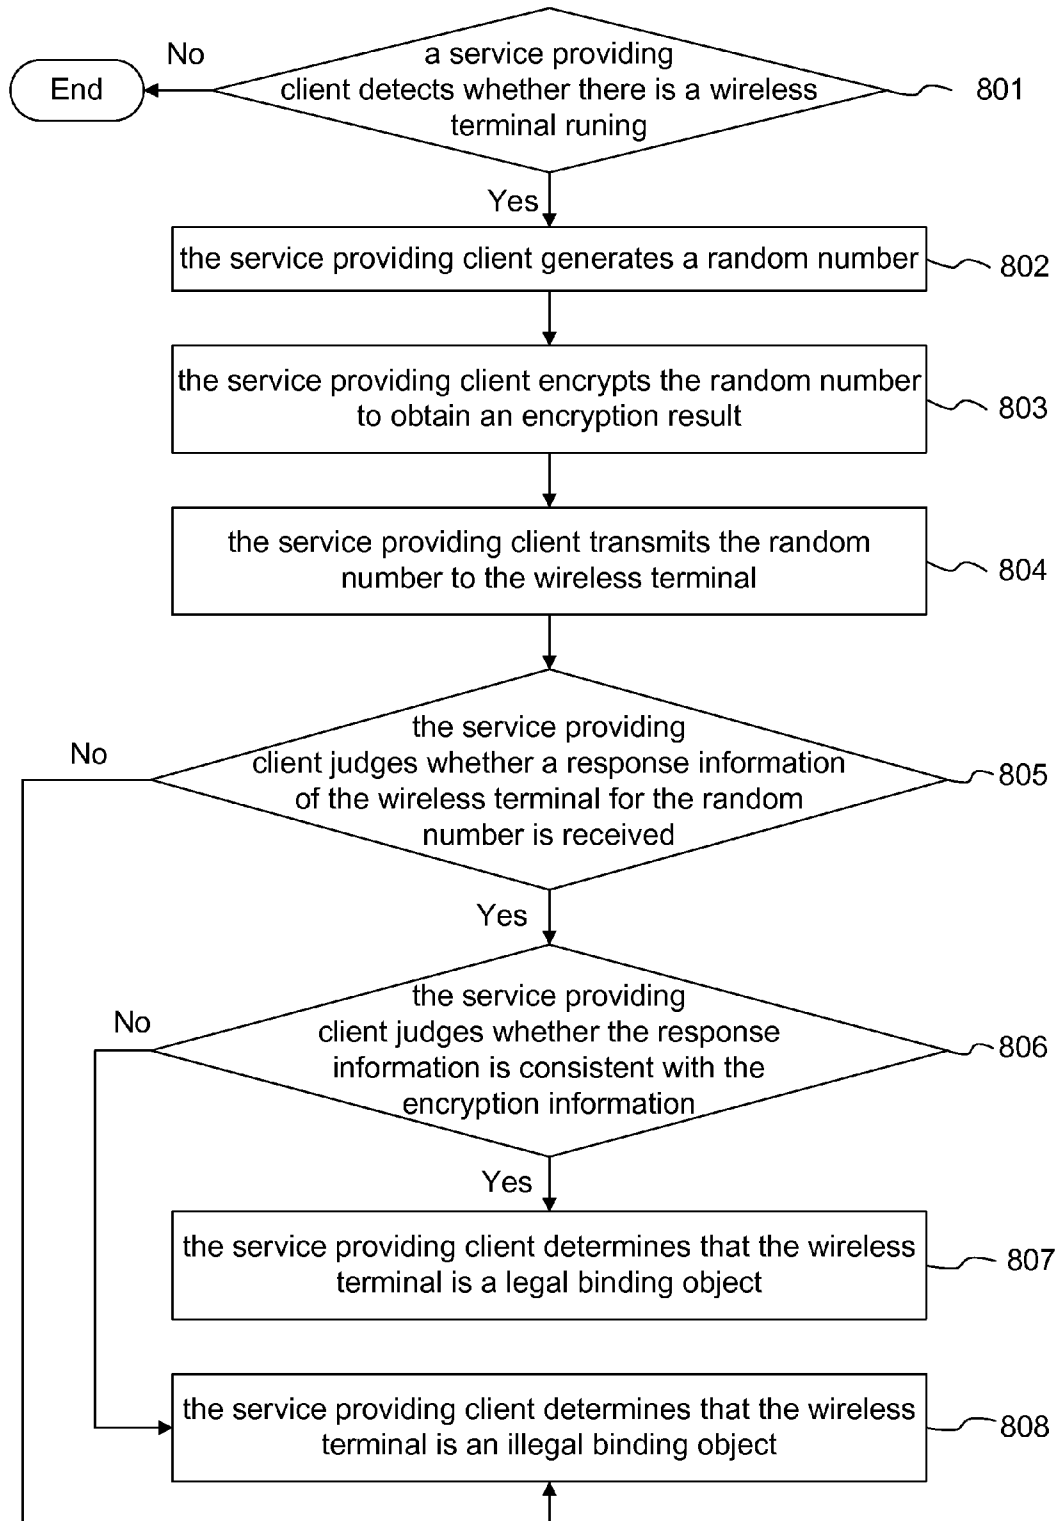 No
End
a service providing
client detects whether there is a wireless
terminal runing
801
Yes
the service providing client generates a random number
802
the service providing client encrypts the random number
to obtain an encryption result
803
the service providing client transmits the random
number to the wireless terminal
804
No
the service providing
client judges whether a response information
of the wireless terminal for the random
number is received
805
Yes
No
the service providing
client judges whether the response
information is consistent with the
encryption information
806
Yes
the service providing client determines that the wireless
terminal is a legal binding object
807
the service providing client determines that the wireless
terminal is an illegal binding object
808